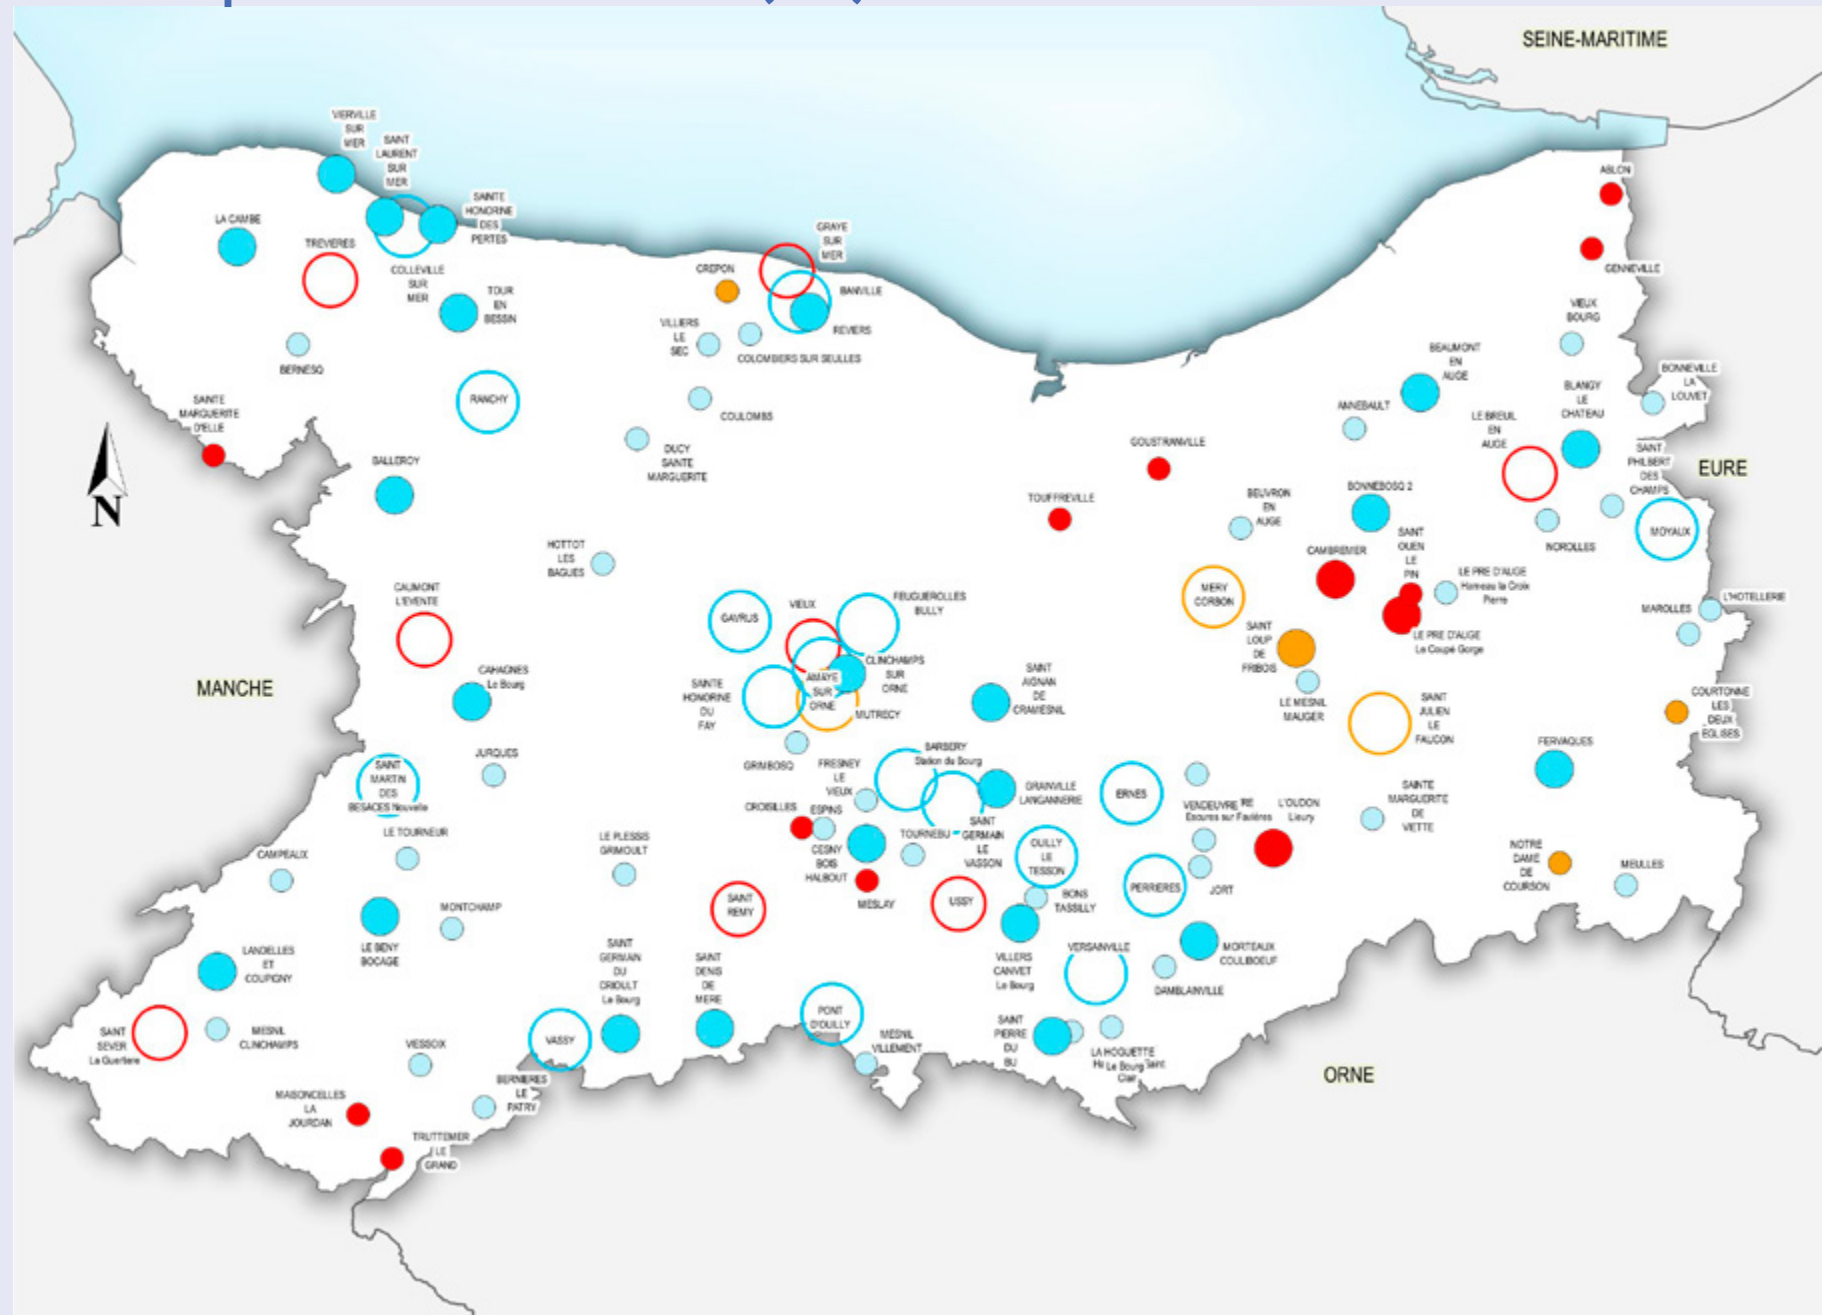 SEINE-MARITIME
VIERVILLE
SUR
MER
SAINT
LAURENT
SUR
MER
SAINTE
HONORINE
DES
PERTES
LA CAMBE
TREVIERES
COLLEVILLE
SUR
MER
TOUR
EN
BESSIN
BERNESQ
RANCHY
SAINTE
MARGUERITE
D'ELLE
N
BALLEROY
GRAYE
SUR
MER
CREPON
BANVILLE
REVIERS
VILLIERS
LE
SEC
COLOMBIERS SUR SEULLES
COULOMBS
DUCY
SAINTE
MARGUERITE
HOTTOT
LES
BAGUES
ABLON
GENNEVILLE
VIEUX
BOURG
BEAUMONT
EN
AUGE
BONNEVILLE
LA
LOUVET
BLANGY
LE
CHATEAU
ANNEBAULT
LE BREUIL
EN
AUGE
SAINT
PHILBERT
DES
CHAMPS
EURE
GOUSTRANVILLE
TOUFFREVILLE
BEUVRON
EN
AUGE
BONNEBOSQ 2
NOROLLES
MOYAUX
CAMBREMER
SAINT
OUEN
LE
PIN
LE PRE D'AUGE
Hameau la Croix
Pierre
LE PRE D'AUGE
Le Coupé Gorge
L'HOTELLERIE
MAROLLES
MERY
CORBON
SAINT
LOUP
DE
FRIBOIS
LE MESNIL
MAUGER
SAINT
JULIEN
LE
FAUCON
COURTONNE
LES
DEUX
EGLISES
FERVAQUES
SAINTE
MARGUERITE
DE
VIETTE
NOTRE
DAME
DE
COURSON
MEULLES
MANCHE
CAUMONT
L'EVENTE
CAHAGNES
Le Bourg
JURQUES
SAINT
MARTIN
DES
BESACES Nouvelle
LE TOURNEUR
CAMPEAUX
LE BENY
BOCAGE
MONTCHAMP
LE PLESSIS
GRIMOULT
LANDELLES
ET
COUPIGNY
SAINT
SEVER
MESNIL
CLINCHAMPS
VESSOIX
MAISONCELLES
LA
JOURDAN
TRUTTEMER
LE
GRAND
BERNIERES
LE
PATRY
VASSY
SAINT
GERMAIN
DU
CRIOULT
Le Bourg
SAINT
DENIS
DE
MERE
SAINT
REMY
PONT
D'OUILLY
MESNIL
VILLEMENT
GAVRUS
VIEUX
FEUGUEROLLES
BULLY
CLINCHAMPS
SUR
ORNE
AMAYE
SUR
ORNE
MUTRECY
SAINTE
HONORINE
DU
FAY
GRIMBOSQ
SAINT
AIGNAN
DE
CRAMESNIL
BARBERY
Station du Bourg
FRESNEY
LE
VIEUX
CROISILLES
ESPINS
CESNY
BOIS
HALBOUT
MESLAY
TOURNEBU
GRAINVILLE
LANGANNERIE
SAINT
GERMAIN
LE
VASSON
USSY
ERNES
OUILLY
LE
TESSON
BONS
TASSILLY
VILLERS
CANIVET
Le Bourg
PERRIERES
VENDEUVRE
Escures sur Favières
L'OUDON
Lieury
JORT
VERSAINVILLE
MORTEAUX
COULIBOEUF
DAMBLAINVILLE
SAINT
PIERRE
DU
BU
LA HOGUETTE
Le Bourg
Saint
Clair
ORNE